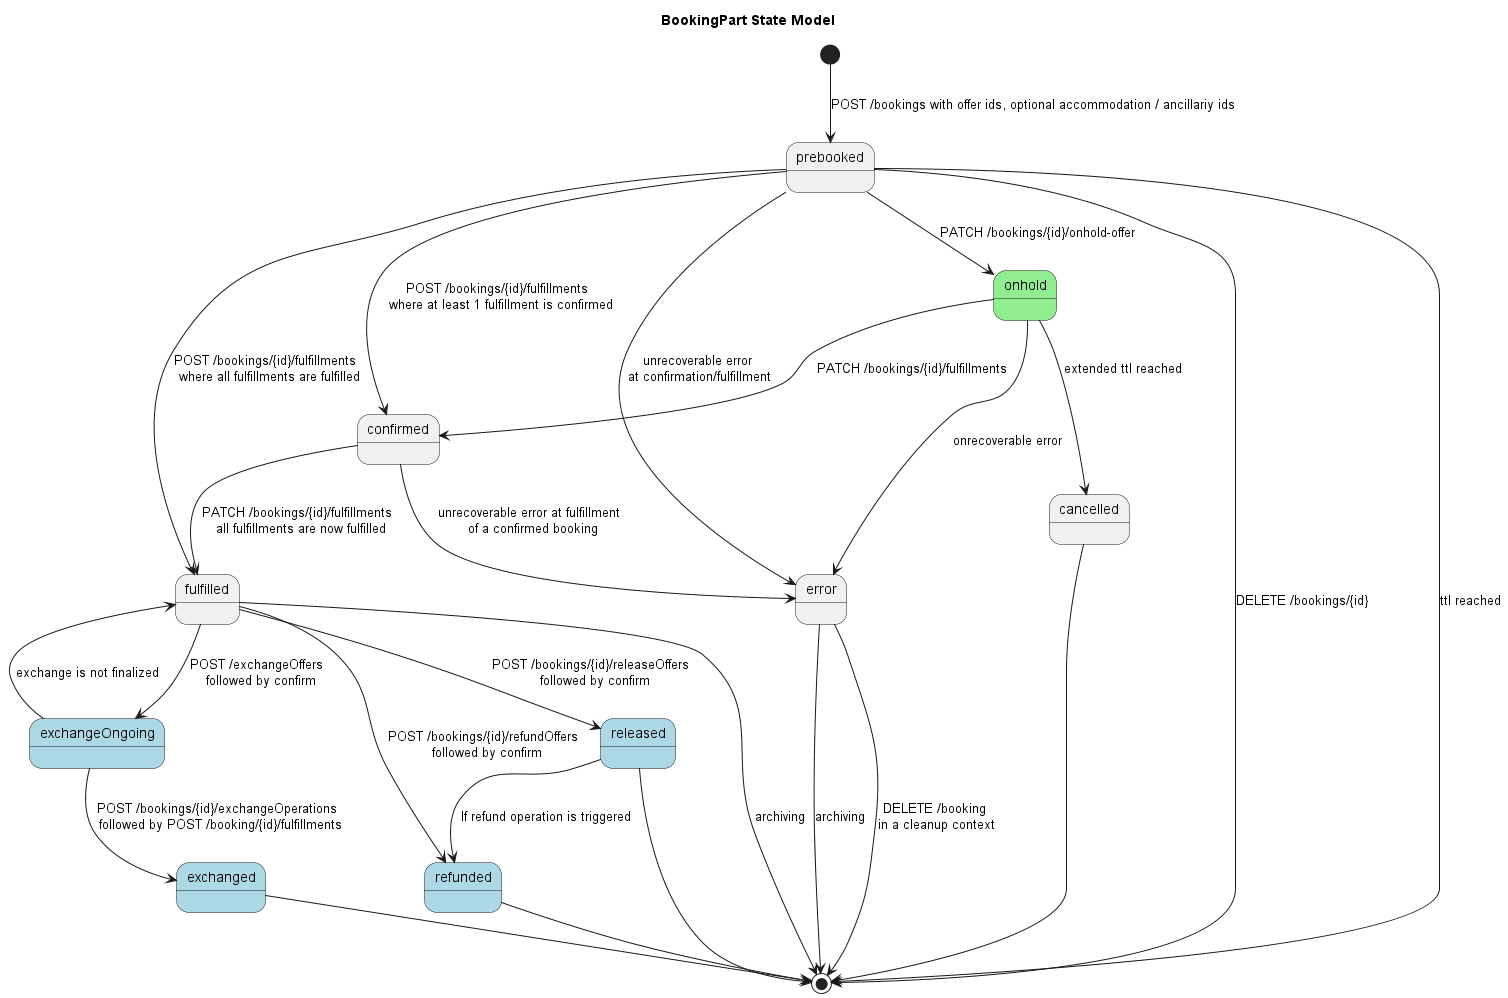 BookingPart State Model
POST /bookings with offer ids, optional accommodation / ancillariy ids
prebooked
PATCH /bookings/{id}/onhold-offer
onhold
POST /bookings/{id}/fulfillments
where at least 1 fulfillment is confirmed
POST /bookings/{id}/fulfillments
where all fulfillments are fulfilled
unrecoverable error
at confirmation/fulfillment
PATCH /bookings/{id}/fulfillments
extended ttl reached
confirmed
onrecoverable error
PATCH /bookings/{id}/fulfillments
all fulfillments are now fulfilled
unrecoverable error at fulfillment
of a confirmed booking
cancelled
fulfilled
error
DELETE /bookings/{id}
ttl reached
exchange is not finalized
POST /exchangeOffers
followed by confirm
POST /bookings/{id}/releaseOffers
followed by confirm
exchangeOngoing
POST /bookings/{id}/refundOffers
followed by confirm
released
POST /bookings/{id}/exchangeOperations
followed by POST /booking/{id}/fulfillments
If refund operation is triggered
archiving
archiving
DELETE /booking
in a cleanup context
exchanged
refunded